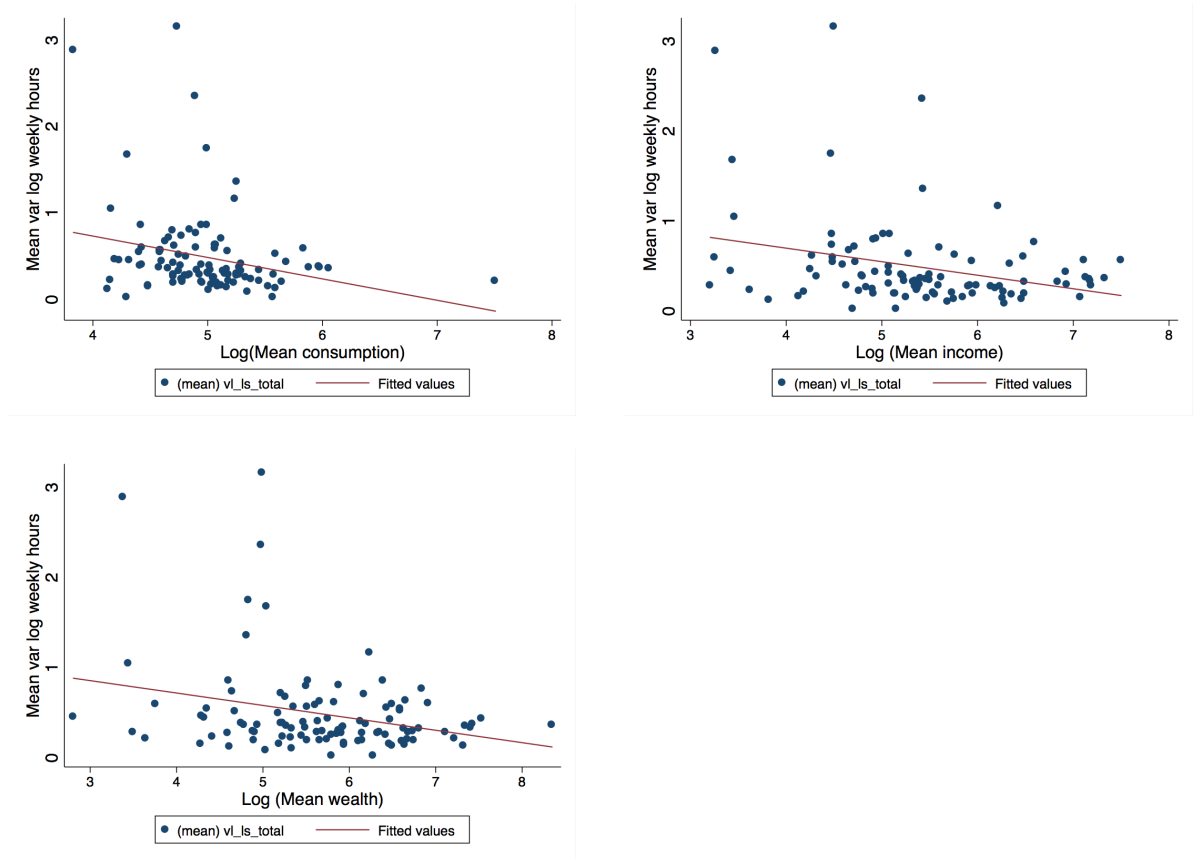 Mean var log weekly hours
3
2
1
0
4 5 6 7 8
Log(Mean consumption)
(mean) vl_ls_total Fitted values
Mean var log weekly hours
3
2
1
0
3 4 5 6 7 8
Log (Mean income)
(mean) vl_ls_total Fitted values
Mean var log weekly hours
3
2
1
0
3 4 5 6 7 8
Log (Mean wealth)
(mean) vl_ls_total Fitted values